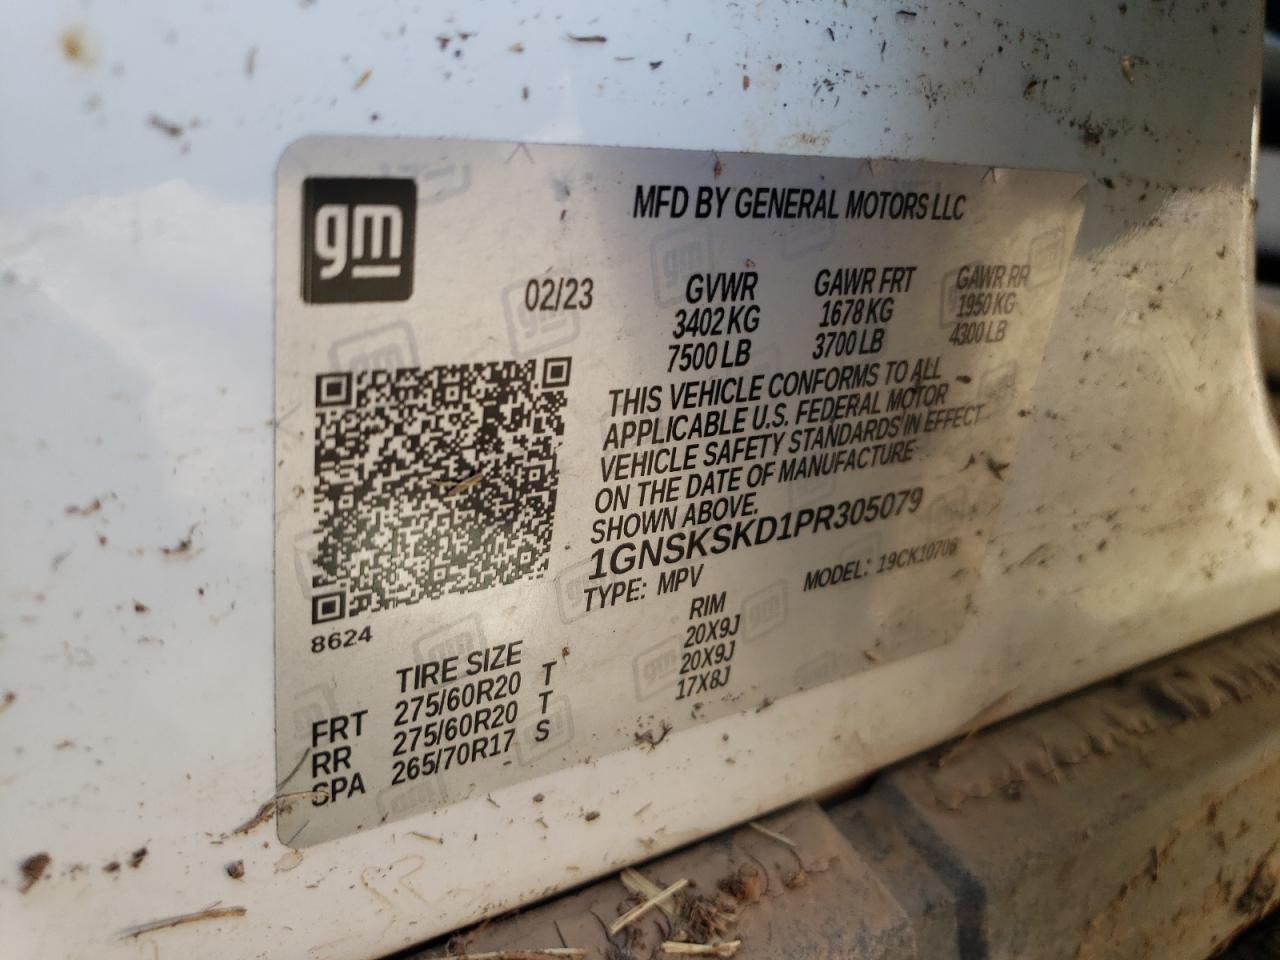 gm
MFD BY GENERAL MOTORS LLC
02/23
GVWR GAWR FRT GAWR RR
3402 KG 1678 KG 1950 KG
7500 LB 3700 LB 4300 LB
THIS VEHICLE CONFORMS TO ALL
APPLICABLE U.S. FEDERAL MOTOR
VEHICLE SAFETY STANDARDS IN EFFECT
ON THE DATE OF MANUFACTURE
SHOWN ABOVE.
1GNSKSKD1PR305079
TYPE: MPV MODEL: 19CK10706
8624
TIRE SIZE RIM
FRT 275/60R20 T 20X9J
RR 275/60R20 T 20X9J
SPA 265/70R17 S 17X8J